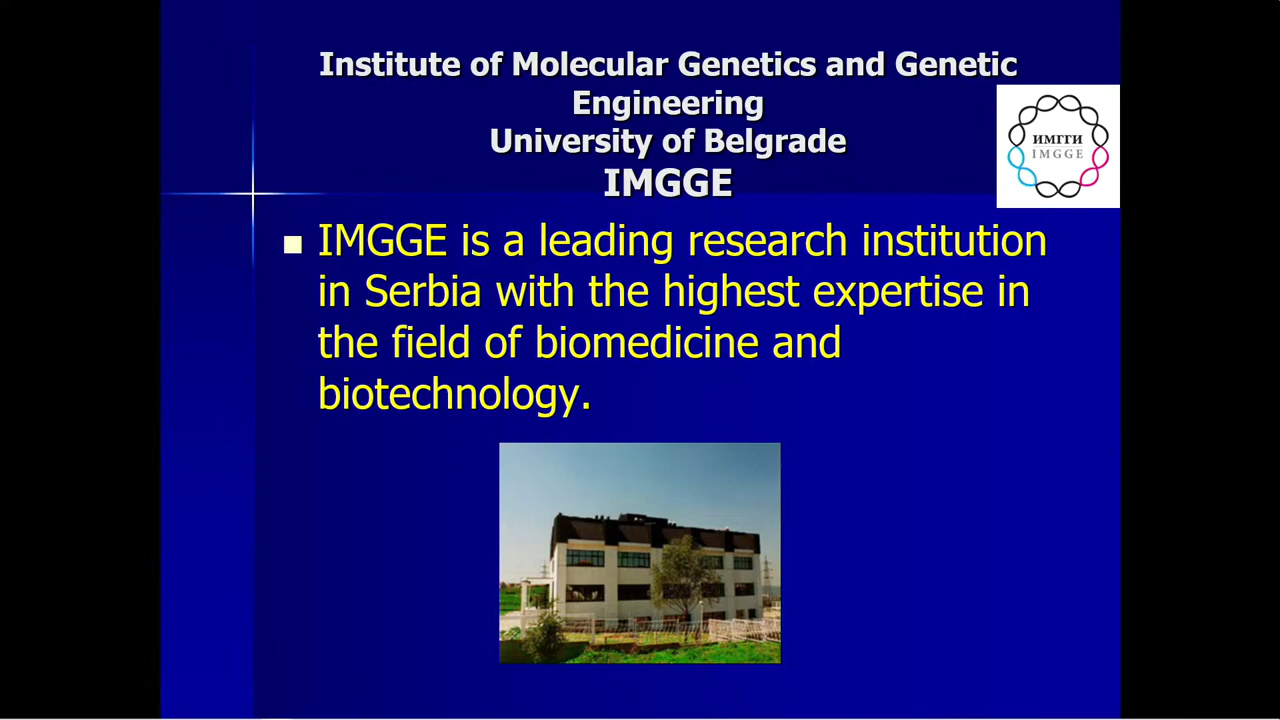 Institute of Molecular Genetics and Genetic
Engineering
University of Belgrade
IMGGE
ИМГГИ
IMGGE
IMGGE is a leading research institution
in Serbia with the highest expertise in
the field of biomedicine and
biotechnology.